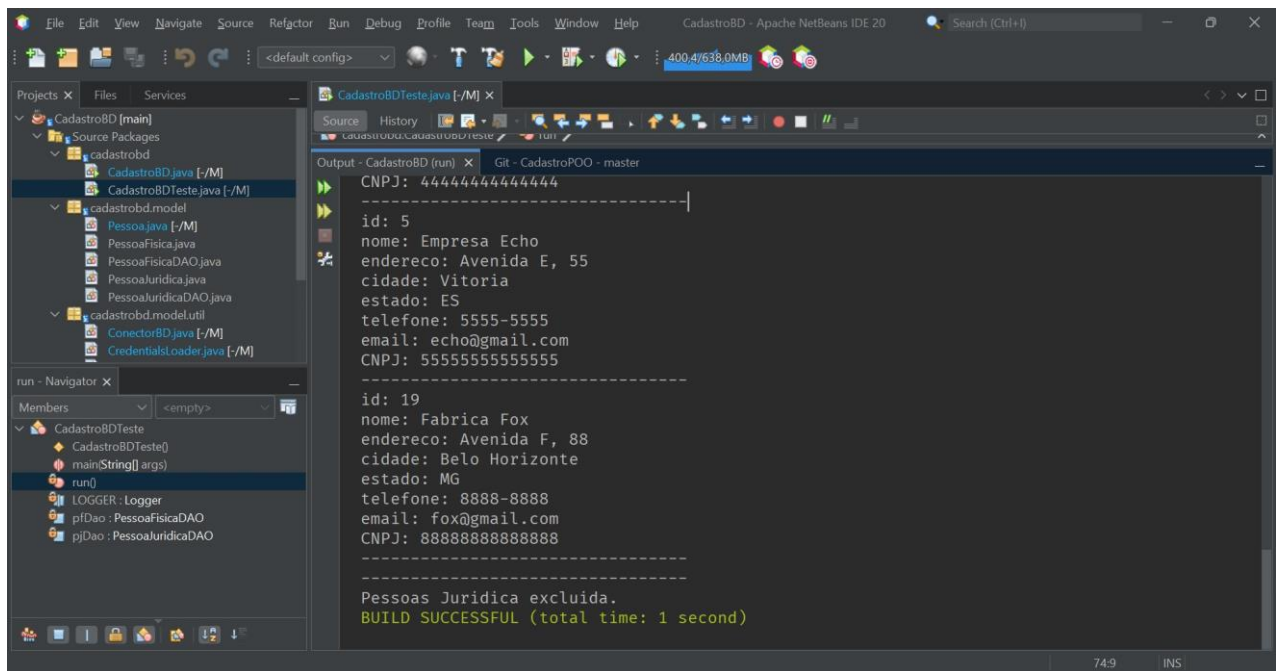 File Edit View Navigate Source Refactor Run Debug Profile Team Tools Window Help CadastroBD - Apache NetBeans IDE 20 Search (Ctrl+I)
<default config> 400,4/638,0MB
Projects Files Services
CadastroBD [main]
Source Packages
cadastrobd
CadastroBD.java [-/M]
CadastroBDTeste.java [-/M]
cadastrobd.model
Pessoa.java [-/M]
PessoaFisica.java
PessoaFisicaDAO.java
PessoaJuridica.java
PessoaJuridicaDAO.java
cadastrobd.model.util
ConectorBD.java [-/M]
CredentialsLoader.java [-/M]
run - Navigator
Members <empty>
CadastroBDTeste
CadastroBDTeste()
main(String[] args)
run()
LOGGER : Logger
pfDao : PessoaFisicaDAO
pjDao : PessoaJuridicaDAO
CadastroBDTeste.java [-/M]
Source History
cadastrobd.CadastroBDTeste run
Output - CadastroBD (run) Git - CadastroPOO - master
CNPJ: 44444444444444
---------------------------------
id: 5
nome: Empresa Echo
endereco: Avenida E, 55
cidade: Vitoria
estado: ES
telefone: 5555-5555
email: echo@gmail.com
CNPJ: 55555555555555
---------------------------------
id: 19
nome: Fabrica Fox
endereco: Avenida F, 88
cidade: Belo Horizonte
estado: MG
telefone: 8888-8888
email: fox@gmail.com
CNPJ: 88888888888888
---------------------------------
---------------------------------
Pessoas Juridica excluida.
BUILD SUCCESSFUL (total time: 1 second)
74:9 INS